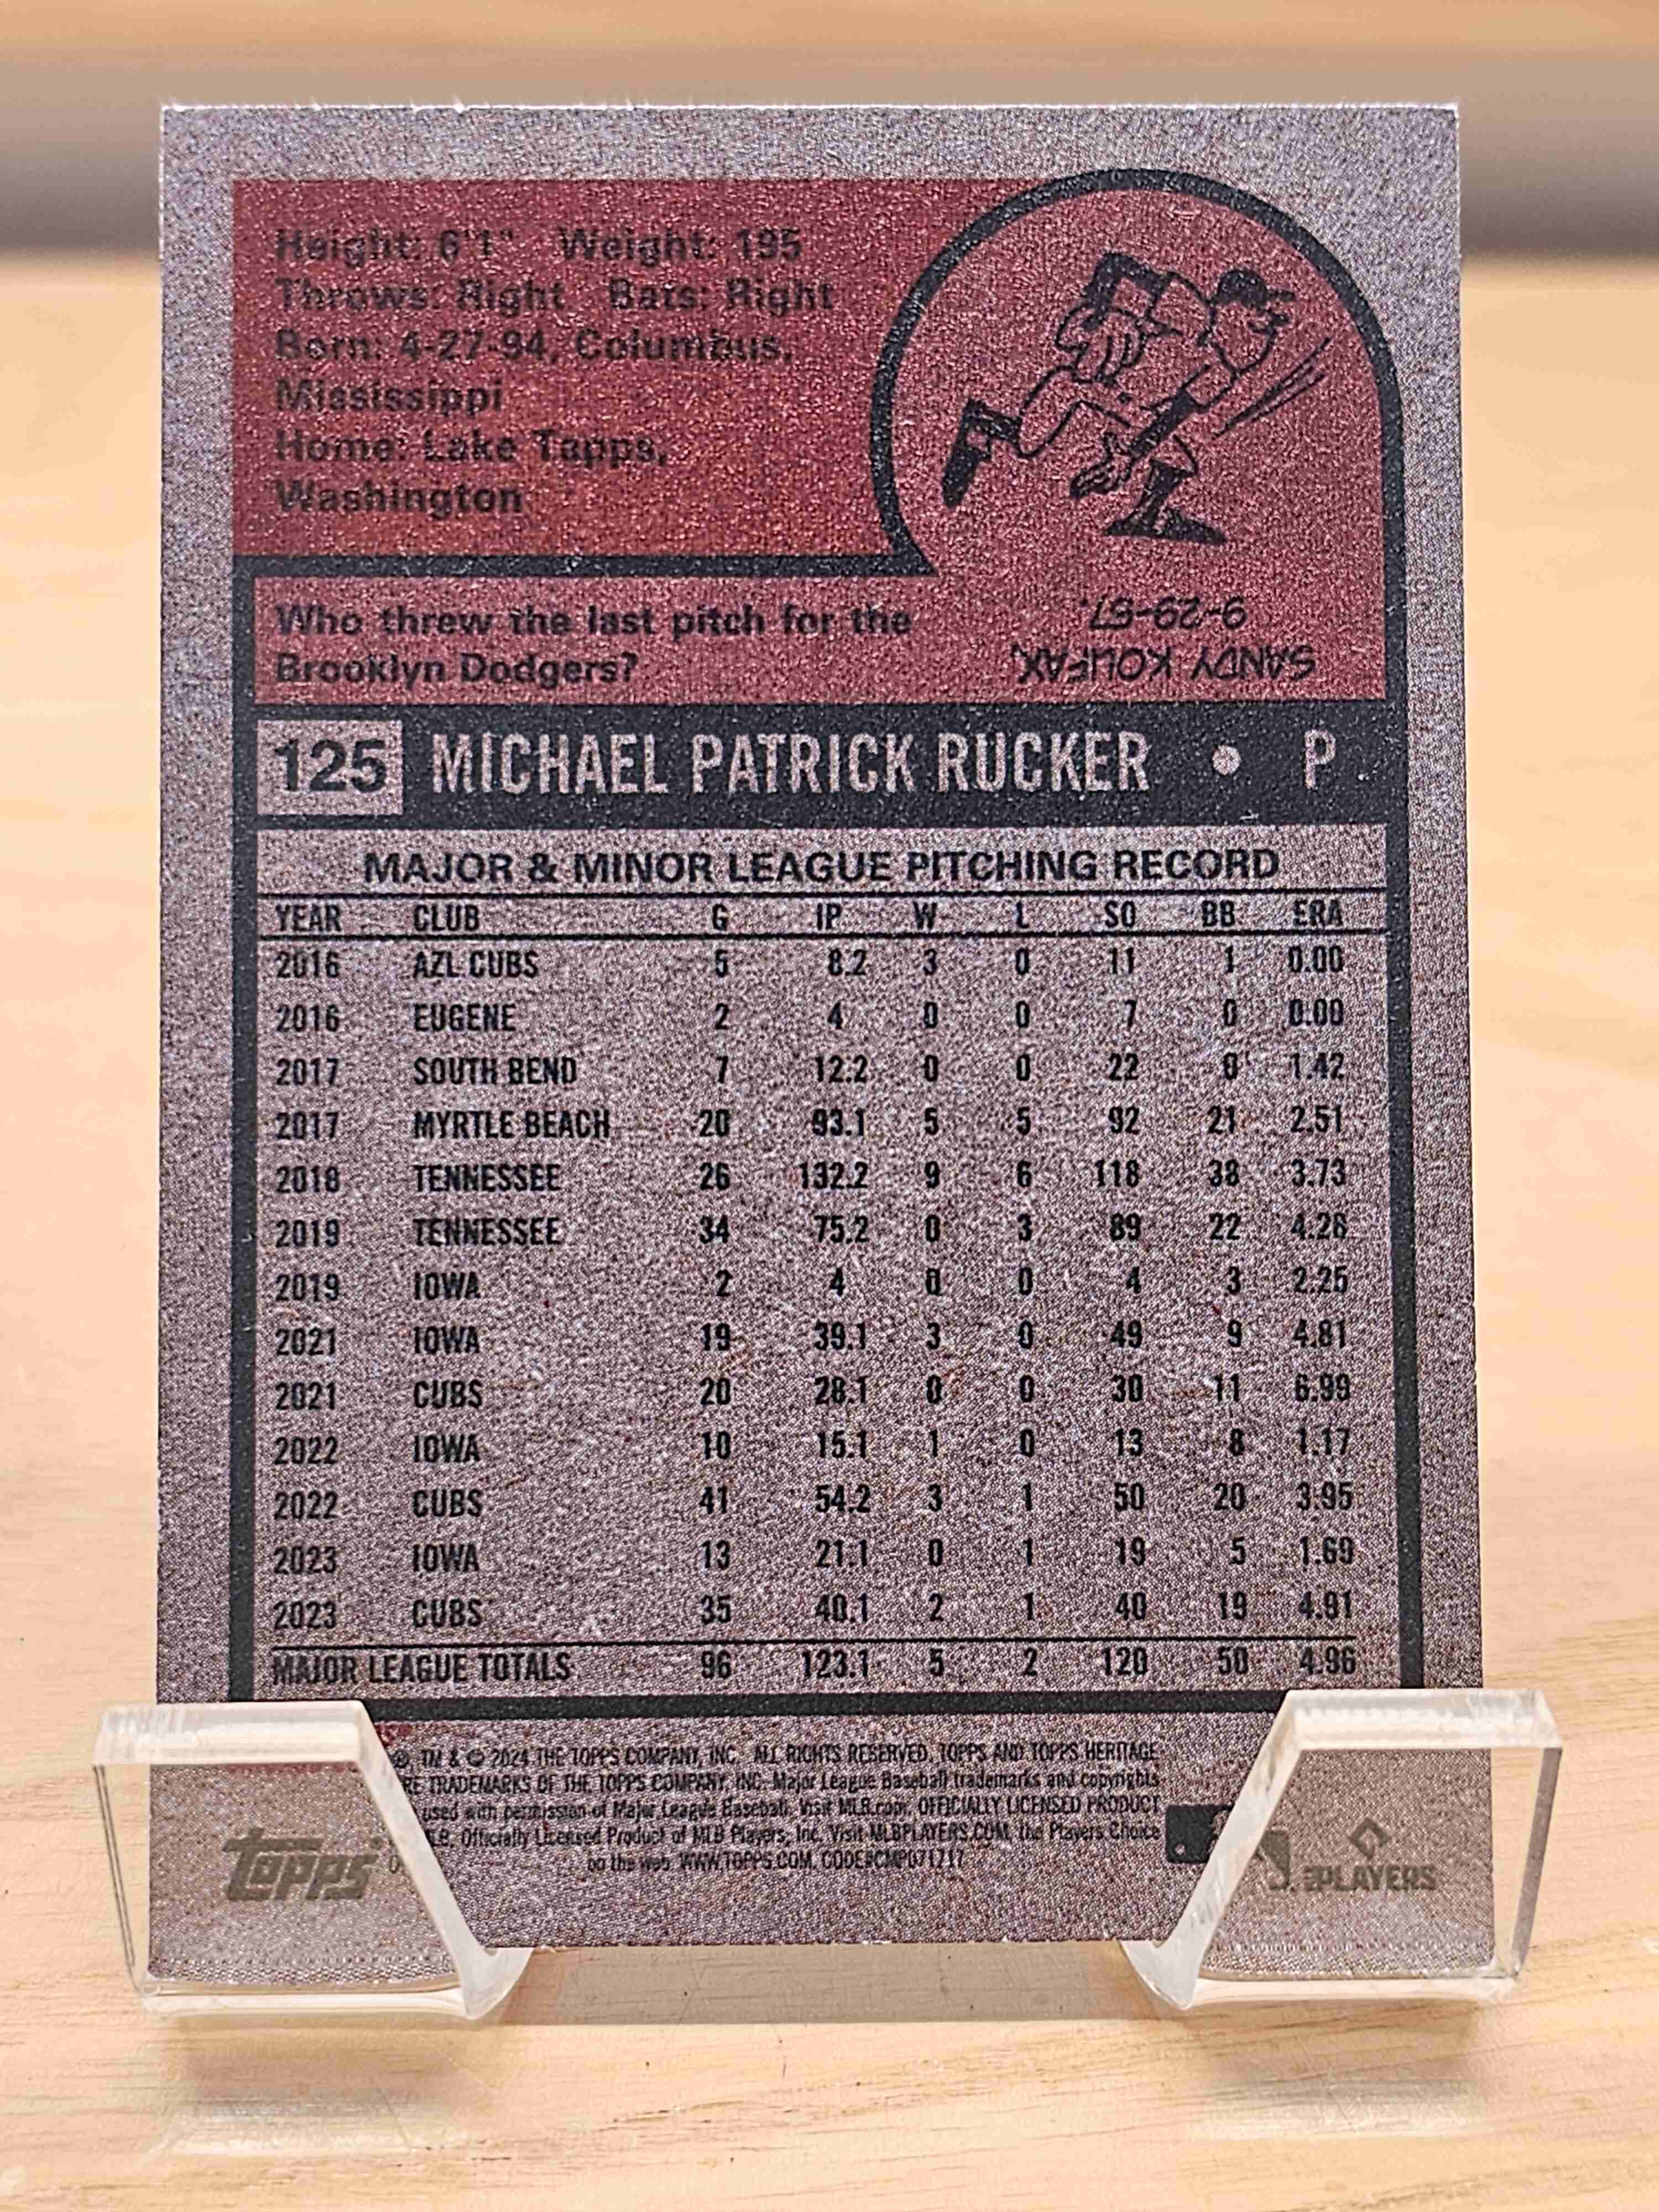 Height: 6'1" Weight: 195
Throws: Right Bats: Right
Born: 4-27-94, Columbus,
Mississippi
Home: Lake Tapps,
Washington
Who threw the last pitch for the
Brooklyn Dodgers?
SANDY KOUFAX,
9-29-57.
125 MICHAEL PATRICK RUCKER • P
MAJOR & MINOR LEAGUE PITCHING RECORD
YEAR CLUB G IP W L SO BB ERA
2016 AZL CUBS 5 8.2 3 0 11 1 0.00
2016 EUGENE 2 4 0 0 7 0 0.00
2017 SOUTH BEND 7 12.2 0 0 22 0 1.42
2017 MYRTLE BEACH 20 93.1 5 5 92 21 2.51
2018 TENNESSEE 26 132.2 9 6 118 38 3.73
2019 TENNESSEE 34 75.2 0 3 89 22 4.28
2019 IOWA 2 4 0 0 4 3 2.25
2021 IOWA 19 39.1 3 0 49 9 4.81
2021 CUBS 20 28.1 0 0 30 11 6.99
2022 IOWA 10 15.1 1 0 13 8 1.17
2022 CUBS 41 54.2 3 1 50 20 3.95
2023 IOWA 13 21.1 0 1 19 5 1.69
2023 CUBS 35 40.1 2 1 40 19 4.91
MAJOR LEAGUE TOTALS 96 123.1 5 2 120 50 4.96
®, TM & © 2024 THE TOPPS COMPANY, INC. ALL RIGHTS RESERVED. TOPPS AND TOPPS HERITAGE
RE TRADEMARKS OF THE TOPPS COMPANY, INC. Major League Baseball trademarks and copyrights
used with permission of Major League Baseball. Visit MLB.com. OFFICIALLY LICENSED PRODUCT
Officially Licensed Product of MLB Players, Inc. Visit MLBPLAYERS.COM, the Players Choice
on the web. WWW.TOPPS.COM. CODE#CMP071717
topps
PLAYERS